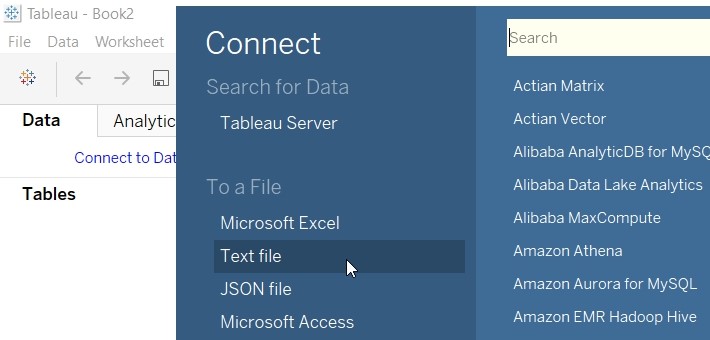 Tableau - Book2
File Data Worksheet
Data Analytic
Connect to Dat
Tables
Connect
Search for Data
Tableau Server
To a File
Microsoft Excel
Text file
JSON file
Microsoft Access
Search
Actian Matrix
Actian Vector
Alibaba AnalyticDB for MySQ
Alibaba Data Lake Analytics
Alibaba MaxCompute
Amazon Athena
Amazon Aurora for MySQL
Amazon EMR Hadoop Hive